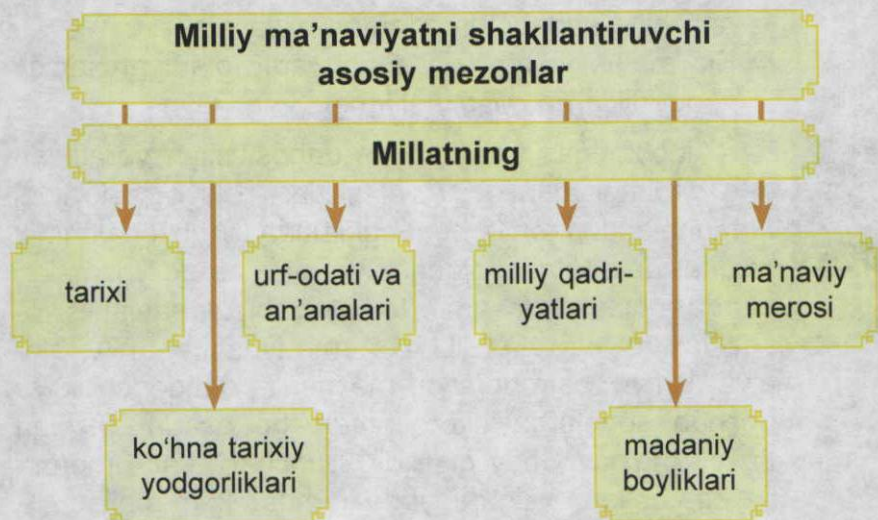 Milliy ma’naviyatni shakllantiruvchi
asosiy mezonlar
Millatning
tarixi
urf-odati va
an’analari
milliy qadri-
yatlari
ma’naviy
merosi
ko‘hna tarixiy
yodgorliklari
madaniy
boyliklari